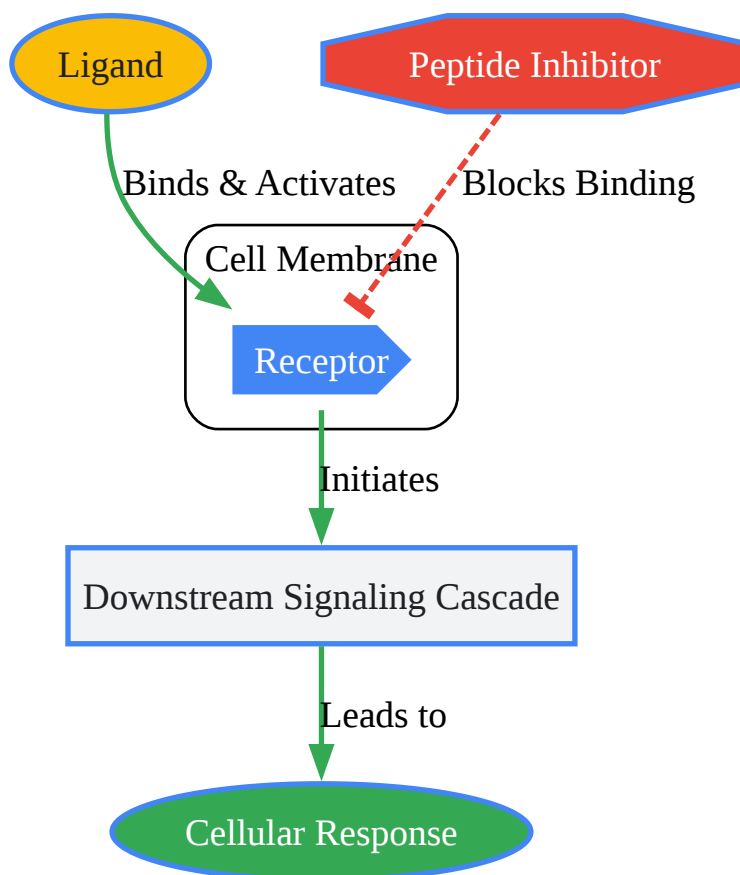 Ligand
Peptide Inhibitor
Binds & Activates
Blocks Binding
Cell Membrane
Receptor
Initiates
Downstream Signaling Cascade
Leads to
Cellular Response